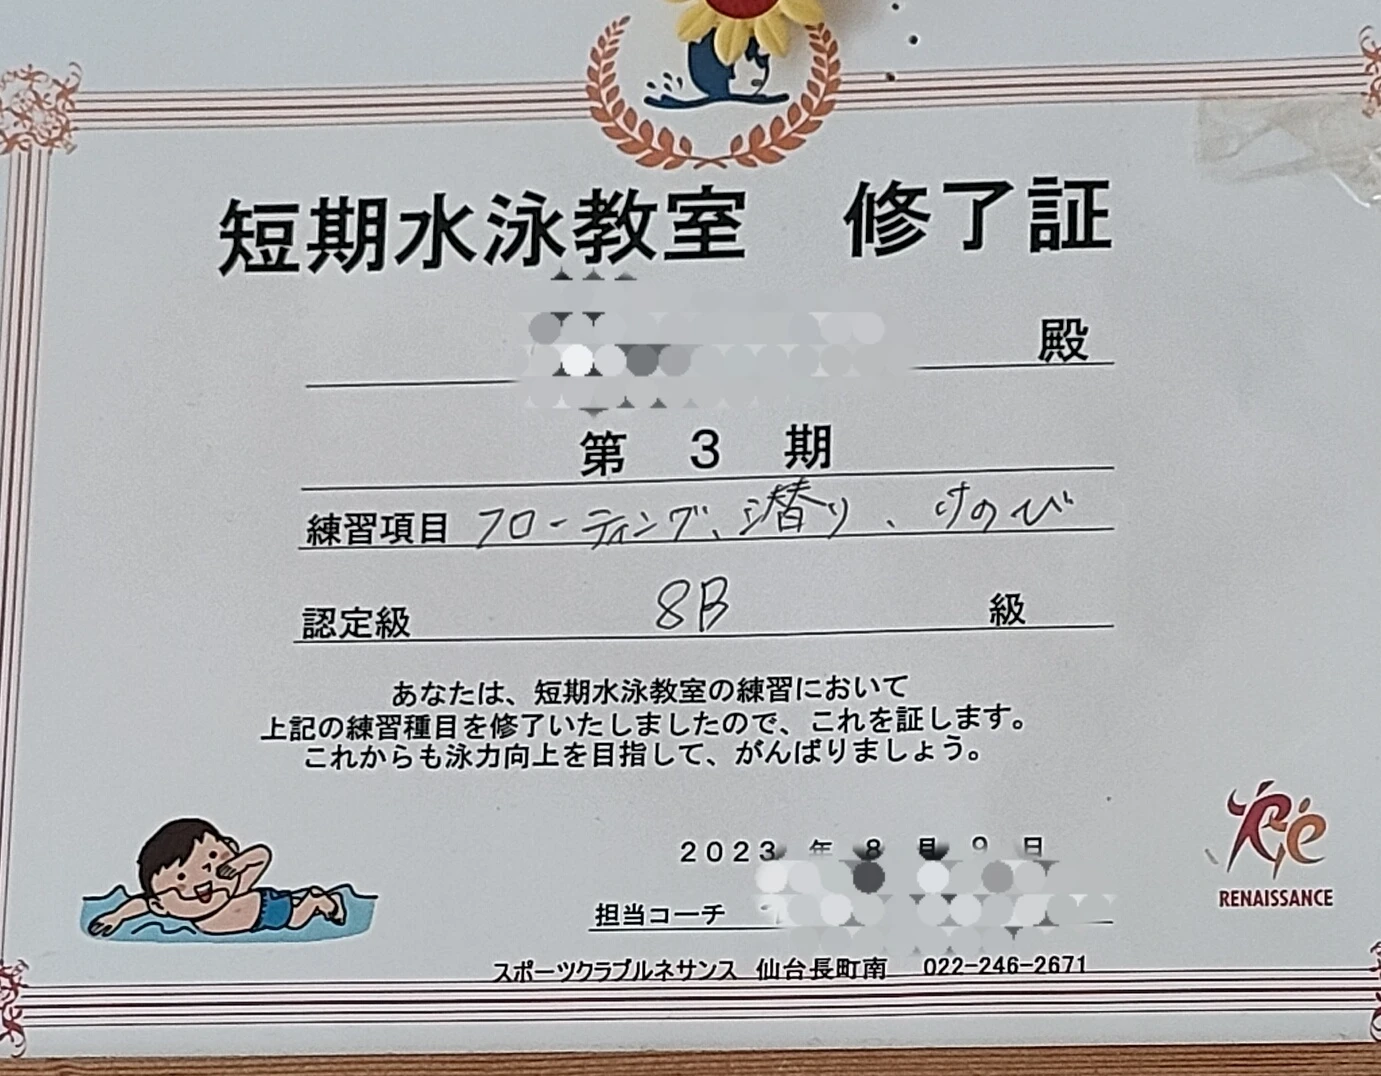 短期水泳教室 修了証
殿
第 3 期
練習項目 フローティング、潜り、けのび
認定級 8B 級
あなたは、短期水泳教室の練習において
上記の練習種目を修了いたしましたので、これを証します。
これからも泳力向上を目指して、がんばりましょう。
2023 年 8 月 9 日
担当コーチ
スポーツクラブルネサンス 仙台長町南 022-246-2671
Re
RENAISSANCE